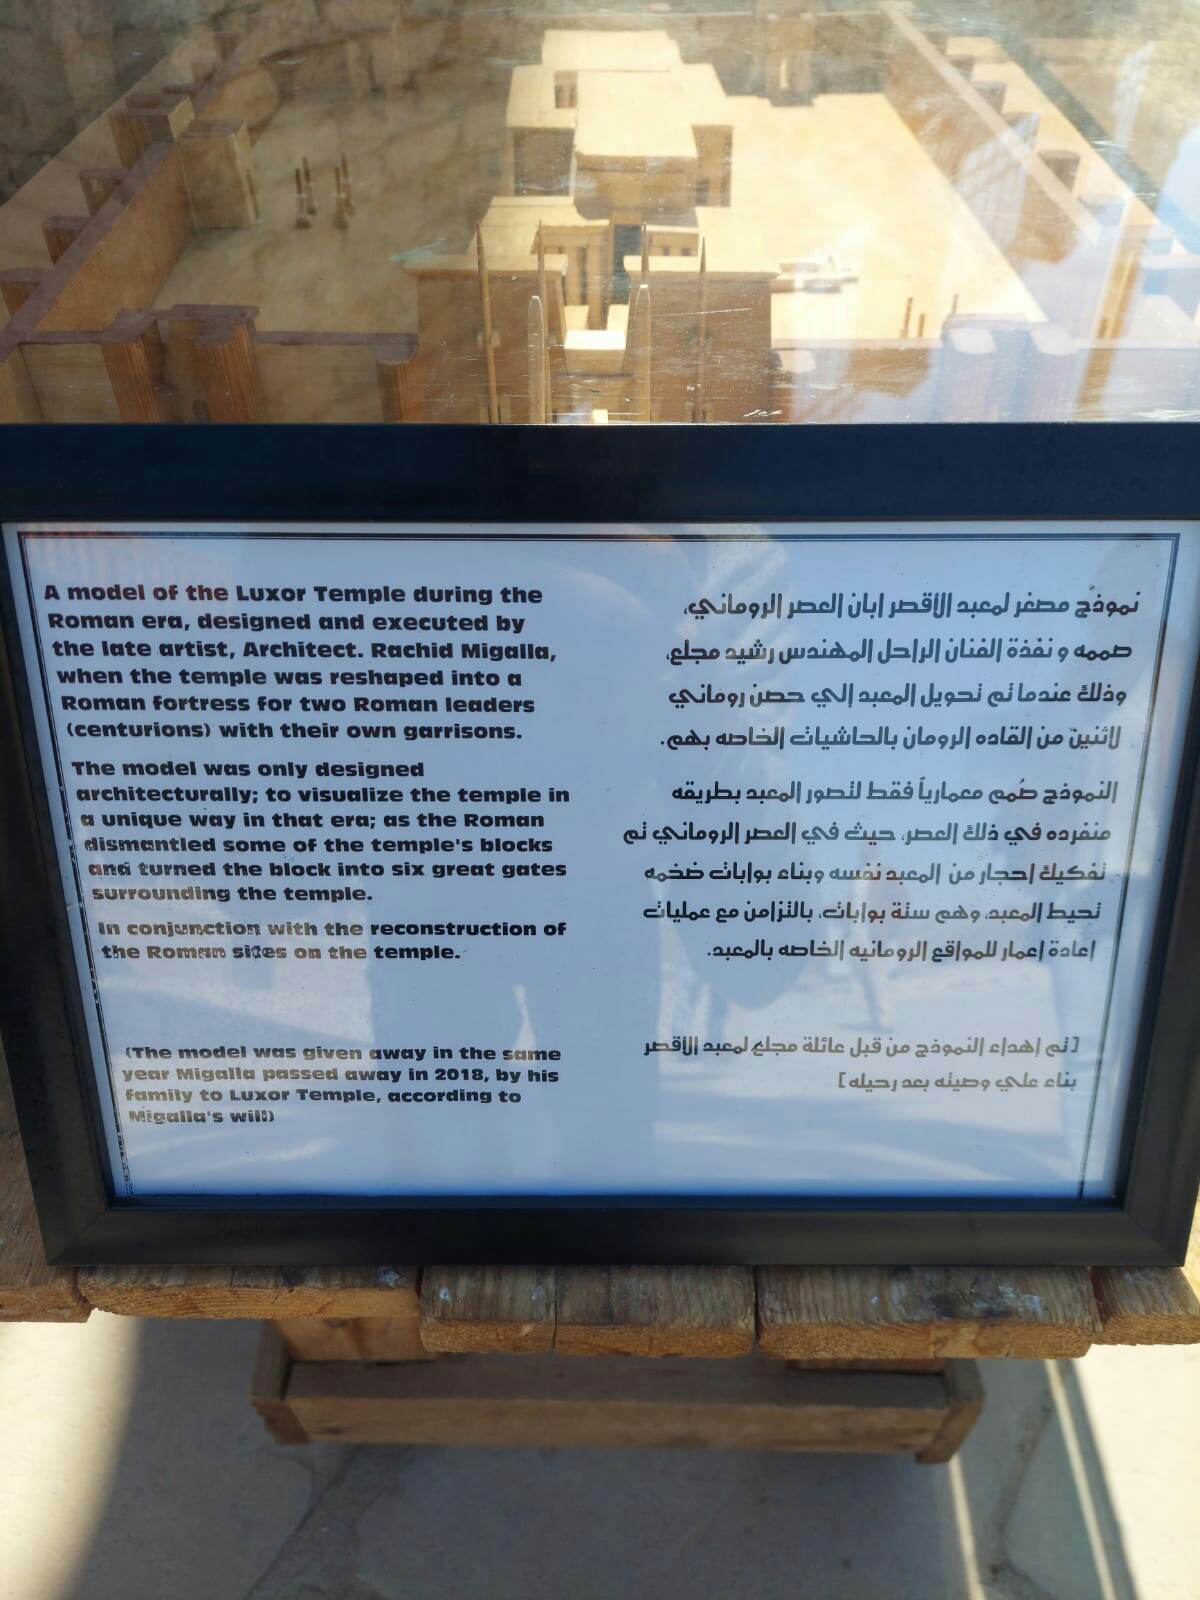 A model of the Luxor Temple during the
Roman era, designed and executed by
the late artist, Architect. Rachid Migalla,
when the temple was reshaped into a
Roman fortress for two Roman leaders
(centurions) with their own garrisons.
The model was only designed
architecturally; to visualize the temple in
a unique way in that era; as the Roman
dismantled some of the temple's blocks
and turned the block into six great gates
surrounding the temple.
In conjunction with the reconstruction of
the Roman sites on the temple.
(The model was given away in the same
year Migalla passed away in 2018, by his
family to Luxor Temple, according to
Migalla's will)
نموذج مصغر لمعبد الأقصر إبان العصر الروماني،
صممه و نفذة الفنان الراحل المهندس رشيد مجلع،
وذلك عندما تم تحويل المعبد إلي حصن روماني
لاثنين من القاده الرومان بالحاشيات الخاصه بهم.
النموذج صُمم معمارياً فقط لتصور المعبد بطريقه
منفرده في ذلك العصر، حيث في العصر الروماني تم
تفكيك احجار من المعبد نفسه وبناء بوابات ضخمه
تحيط المعبد، وهم ستة بوابات، بالتزامن مع عمليات
إعادة إعمار للمواقع الرومانيه الخاصه بالمعبد.
[تم إهداء النموذج من قبل عائلة مجلع لمعبد الأقصر
بناء علي وصيته بعد رحيله]